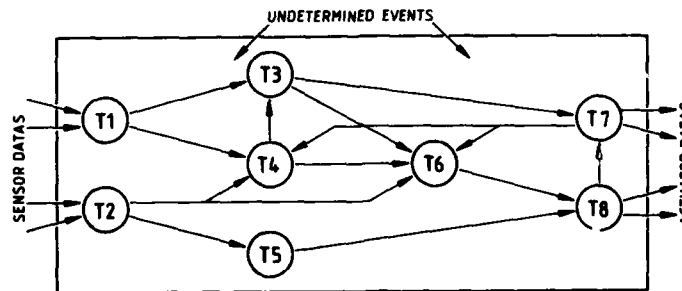 UNDETERMINED EVENTS
SENSOR DATAS
T1
T2
T3
T4
T5
T6
T7
T8